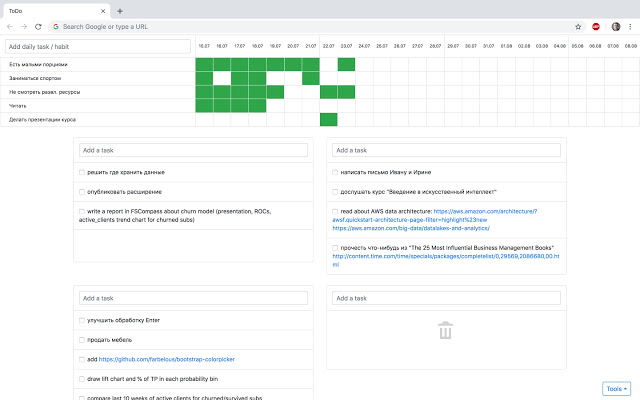 ToDo
Search Google or type a URL
Add daily task / habit
15.07 16.07 17.07 18.07 19.07 20.07 21.07 22.07 23.07 24.07 25.07 26.07 27.07 28.07 29.07 30.07 31.07 01.08 02.08 03.08 04.08 05.08 06.08 07.08 08.08
Есть малыми порциями
Заниматься спортом
Не смотреть развл. ресурсы
Читать
Делать презентации курса
Add a task
решить где хранить данные
опубликовать расширение
write a report in FSCompass about churn model (presentation, ROCs,
active_clients trend chart for churned subs)
Add a task
написать письмо Ивану и Ирине
дослушать курс "Введение в искусственный интеллект"
read about AWS data architecture: https://aws.amazon.com/architecture/?
awsf.quickstart-architecture-page-filter=highlight%23new
https://aws.amazon.com/big-data/datalakes-and-analytics/
прочесть что-нибудь из "The 25 Most Influential Business Management Books"
http://content.time.com/time/specials/packages/completelist/0,29569,2086680,00.ht
ml
Add a task
улучшить обработку Enter
продать мебель
add https://github.com/farbelous/bootstrap-colorpicker
draw lift chart and % of TP in each probability bin
compare last 10 weeks of active clients for churned/survived subs
Add a task
Tools